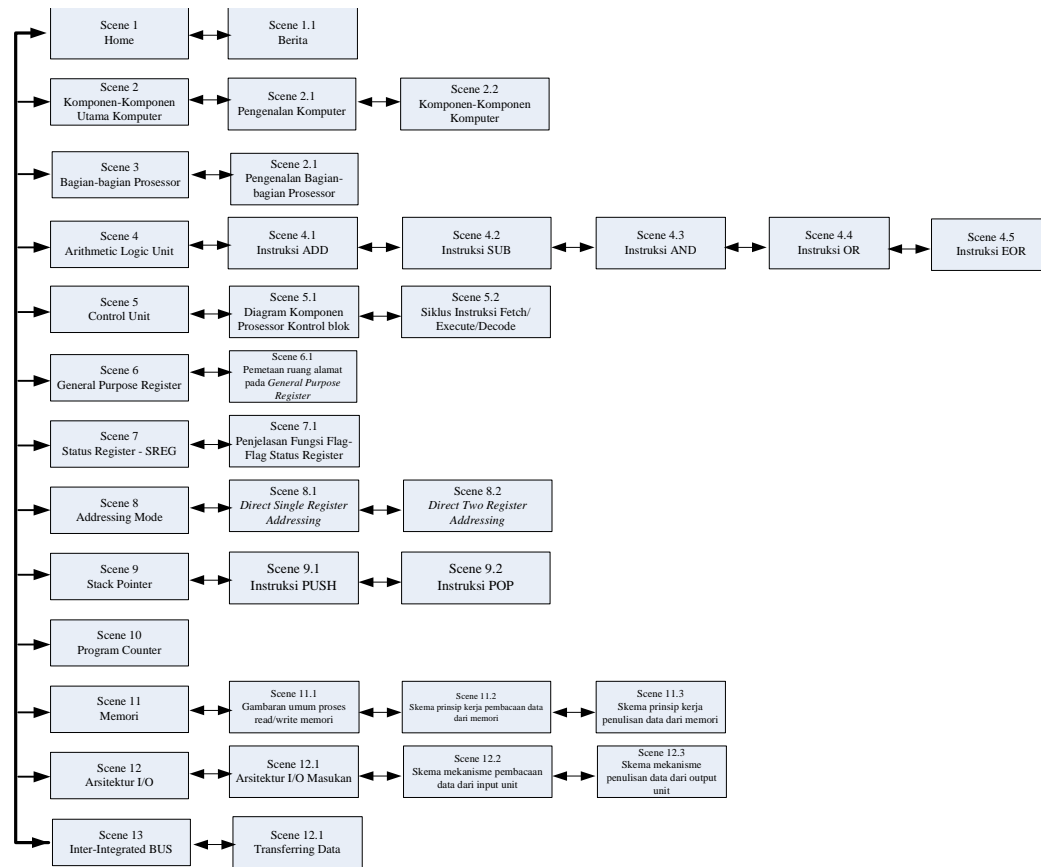 Scene 1
Home
Scene 1.1
Berita
Scene 2
Komponen-Komponen
Utama Komputer
Scene 2.1
Pengenalan Komputer
Scene 2.2
Komponen-Komponen
Komputer
Scene 3
Bagian-bagian Prosessor
Scene 2.1
Pengenalan Bagian-
bagian Prosessor
Scene 4
Arithmetic Logic Unit
Scene 4.1
Instruksi ADD
Scene 4.2
Instruksi SUB
Scene 4.3
Instruksi AND
Scene 4.4
Instruksi OR
Scene 4.5
Instruksi EOR
Scene 5
Control Unit
Scene 5.1
Diagram Komponen
Prosessor Kontrol blok
Scene 5.2
Siklus Instruksi Fetch/
Execute/Decode
Scene 6
General Purpose Register
Scene 6.1
Pemetaan ruang alamat
pada General Purpose
Register
Scene 7
Status Register - SREG
Scene 7.1
Penjelasan Fungsi Flag-
Flag Status Register
Scene 8
Addressing Mode
Scene 8.1
Direct Single Register
Addressing
Scene 8.2
Direct Two Register
Addressing
Scene 9
Stack Pointer
Scene 9.1
Instruksi PUSH
Scene 9.2
Instruksi POP
Scene 10
Program Counter
Scene 11
Memori
Scene 11.1
Gambaran umum proses
read/write memori
Scene 11.2
Skema prinsip kerja pembacaan data
dari memori
Scene 11.3
Skema prinsip kerja
penulisan data dari memori
Scene 12
Arsitektur I/O
Scene 12.1
Arsitektur I/O Masukan
Scene 12.2
Skema mekanisme pembacaan
data dari input unit
Scene 12.3
Skema mekanisme
penulisan data dari output
unit
Scene 13
Inter-Integrated BUS
Scene 12.1
Transferring Data